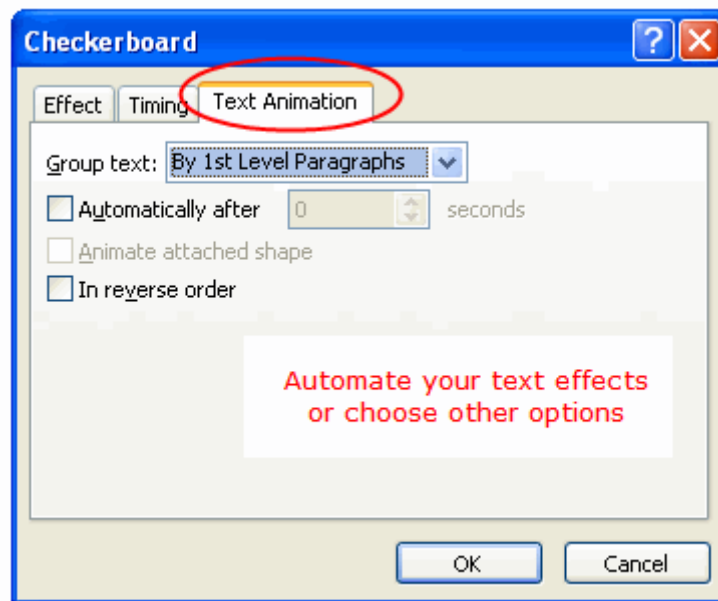 Checkerboard
Effect Timing Text Animation
Group text: By 1st Level Paragraphs
Automatically after 0 seconds
Animate attached shape
In reverse order
Automate your text effects
or choose other options
OK Cancel